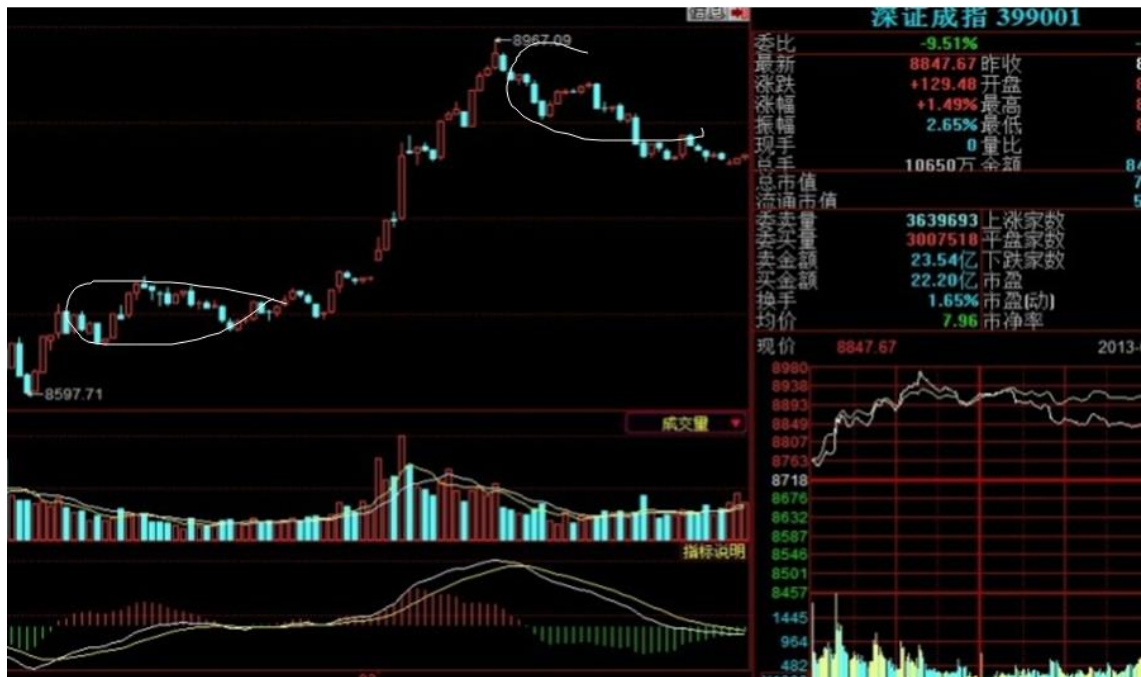 信息
8967.09
8597.71
成交量
指标说明
深证成指 399001
委比 -9.51%
最新 8847.67 昨收
涨跌 +129.48 开盘
涨幅 +1.49% 最高
振幅 2.65% 最低
现手 0 量比
总手 10650万 金额 84
总市值 7
流通市值 5
委卖量 3639693 上涨家数
委买量 3007518 平盘家数
卖金额 23.54亿 下跌家数
买金额 22.20亿 市盈
换手 1.65% 市盈(动)
均价 7.96 市净率
现价 8847.67 2013-
8980
8938
8893
8849
8807
8763
8718
8676
8632
8587
8546
8501
8457
1445
964
482